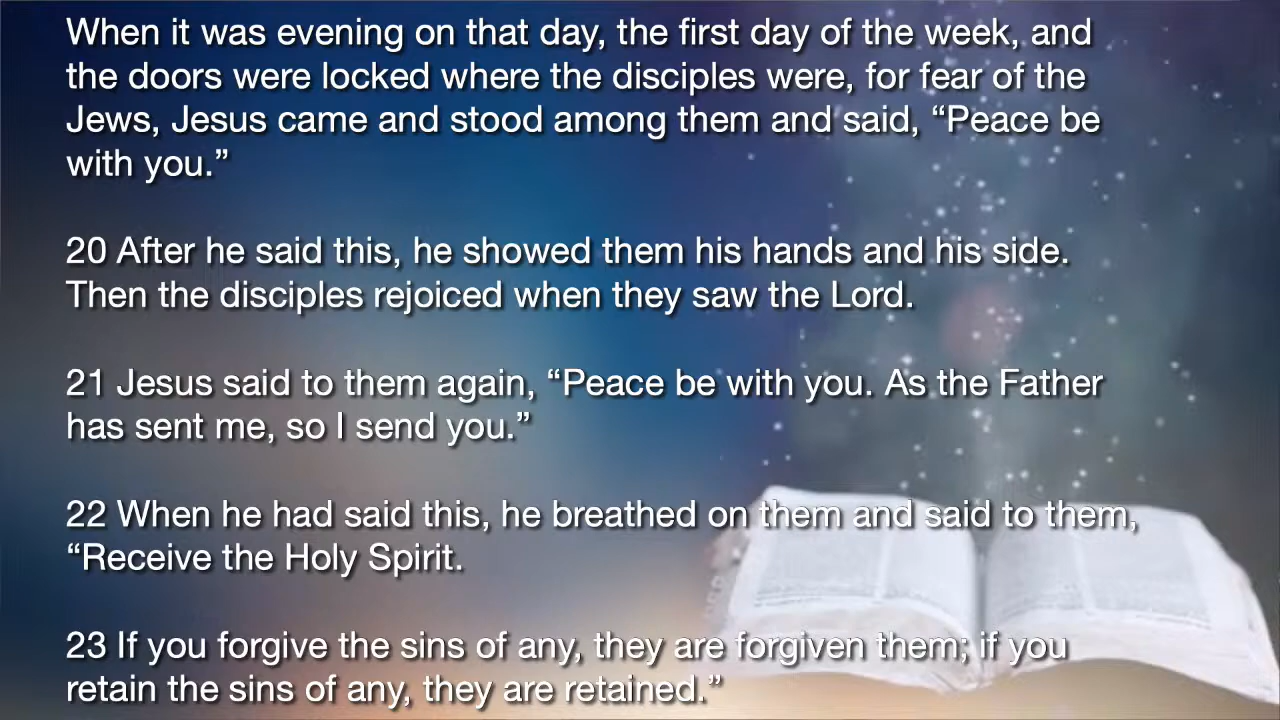 When it was evening on that day, the first day of the week, and
the doors were locked where the disciples were, for fear of the
Jews, Jesus came and stood among them and said, “Peace be
with you.”
20 After he said this, he showed them his hands and his side.
Then the disciples rejoiced when they saw the Lord.
21 Jesus said to them again, “Peace be with you. As the Father
has sent me, so I send you.”
22 When he had said this, he breathed on them and said to them,
“Receive the Holy Spirit.
23 If you forgive the sins of any, they are forgiven them; if you
retain the sins of any, they are retained.”